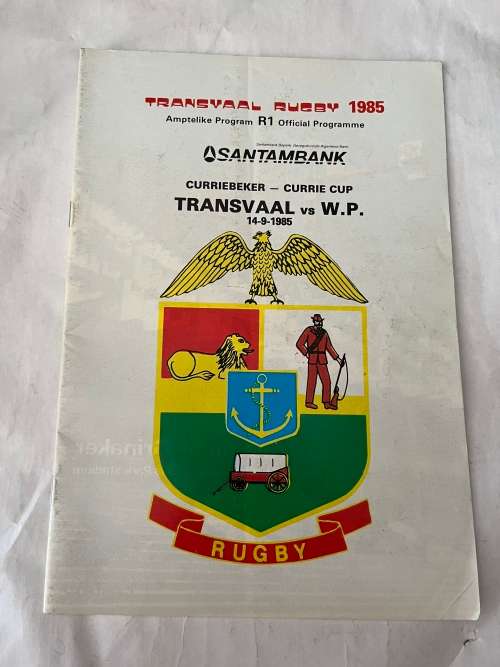 TRANSVAAL RUGBY 1985
Amptelike Program R1 Official Programme
SANTAMBANK
CURRIEBEKER — CURRIE CUP
TRANSVAAL vs W.P.
14-9-1985
RUGBY